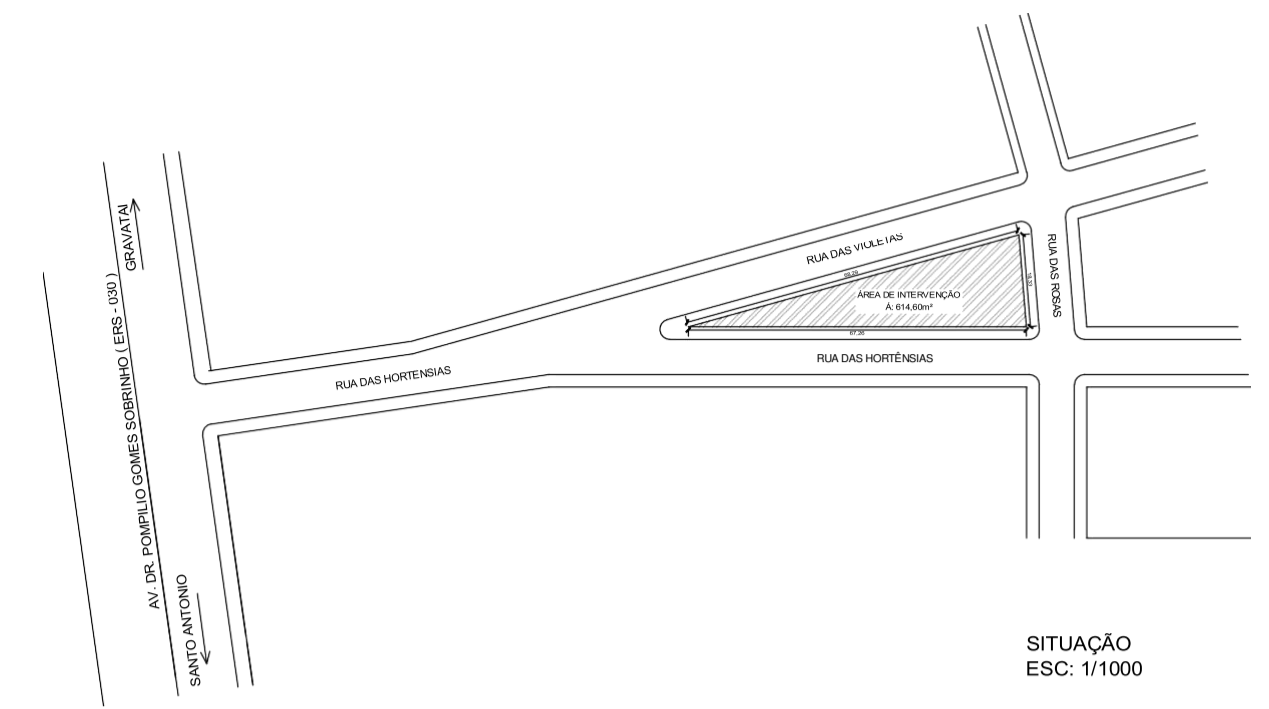 GRAVATAI
AV. DR. POMPILIO GOMES SOBRINHO ( ERS - 030 )
SANTO ANTONIO
RUA DAS HORTENSIAS
RUA DAS VIOLETAS
RUA DAS ROSAS
ÁREA DE INTERVENÇÃO
Á: 614,60m²
67,26
RUA DAS HORTÊNSIAS
SITUAÇÃO
ESC: 1/1000